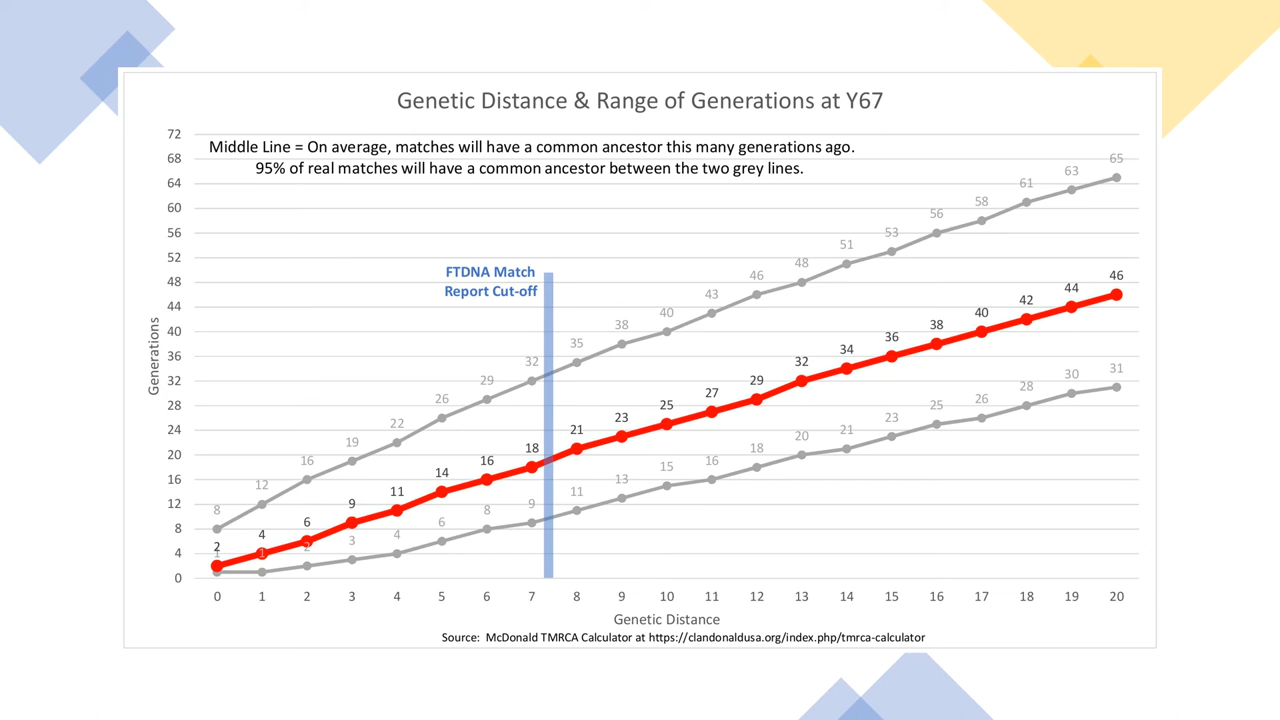 Genetic Distance & Range of Generations at Y67
Middle Line = On average, matches will have a common ancestor this many generations ago.
95% of real matches will have a common ancestor between the two grey lines.
FTDNA Match
Report Cut-off
Generations
72
68
64
60
56
52
48
44
40
36
32
28
24
20
16
12
8
4
0
8 12 16 19 22 26 29 32 35 38 40 43 46 48 51 53 56 58 61 63 65
2 4 6 9 11 14 16 18 21 23 25 27 29 32 34 36 38 40 42 44 46
1 1 2 3 4 6 8 9 11 13 15 16 18 20 21 23 25 26 28 30 31
0 1 2 3 4 5 6 7 8 9 10 11 12 13 14 15 16 17 18 19 20
Genetic Distance
Source: McDonald TMRCA Calculator at https://clandonaldusa.org/index.php/tmrca-calculator